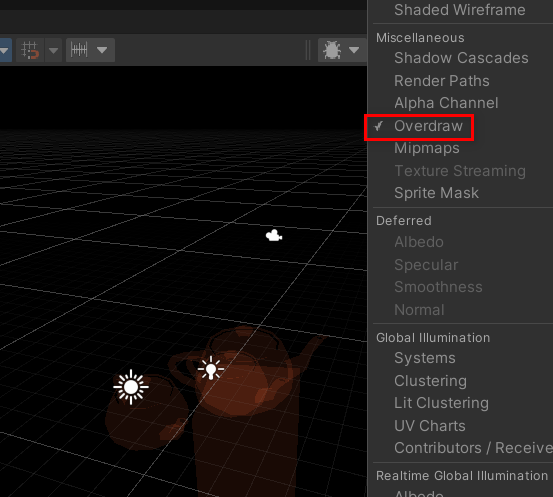 Shaded Wireframe
Miscellaneous
Shadow Cascades
Render Paths
Alpha Channel
Overdraw
Mipmaps
Texture Streaming
Sprite Mask
Deferred
Albedo
Specular
Smoothness
Normal
Global Illumination
Systems
Clustering
Lit Clustering
UV Charts
Contributors / Receive
Realtime Global Illumination
Albedo